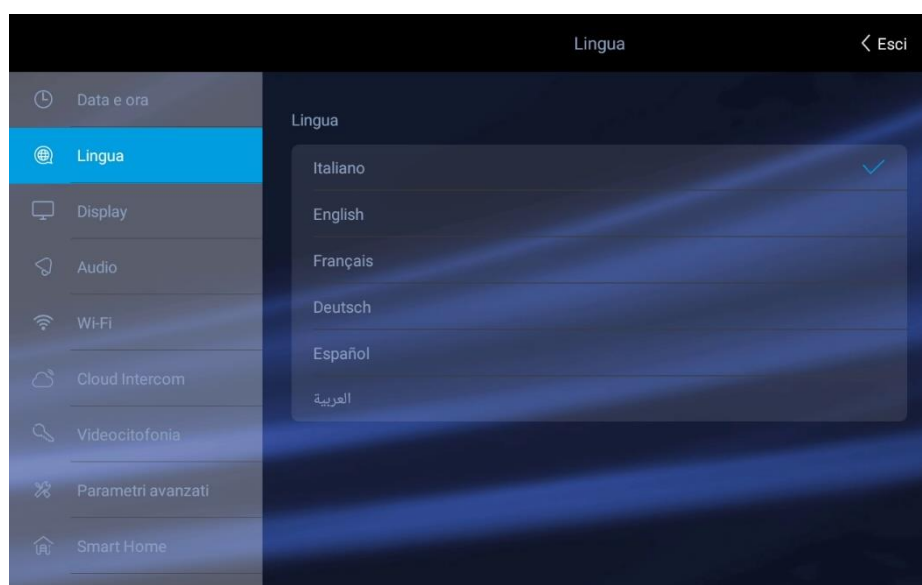 Lingua
Esci
Data e ora
Lingua
Display
Audio
Wi-Fi
Cloud Intercom
Videocitofonia
Parametri avanzati
Smart Home
Lingua
Italiano
English
Français
Deutsch
Español
العربية